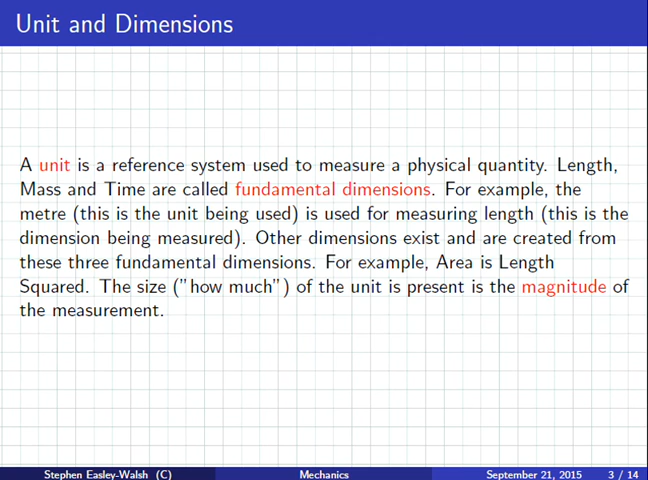 Unit and Dimensions
A unit is a reference system used to measure a physical quantity. Length,
Mass and Time are called fundamental dimensions. For example, the
metre (this is the unit being used) is used for measuring length (this is the
dimension being measured). Other dimensions exist and are created from
these three fundamental dimensions. For example, Area is Length
Squared. The size ("how much") of the unit is present is the magnitude of
the measurement.
Stephen Easley-Walsh (C) Mechanics September 21, 2015 3 / 14